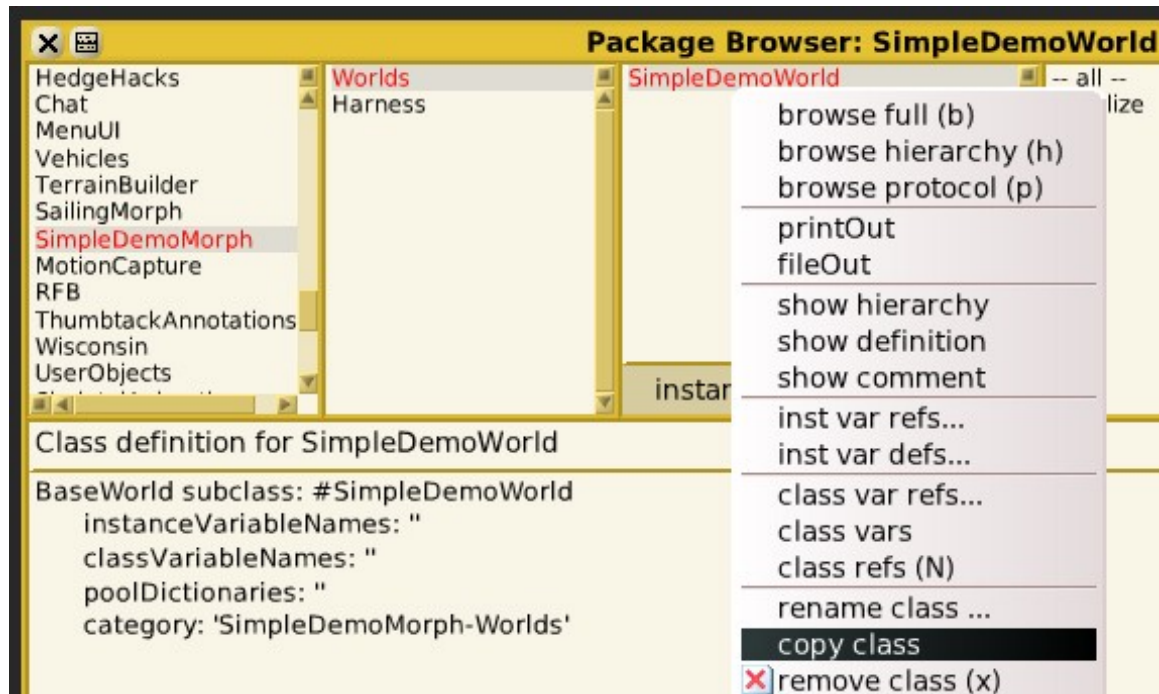 Package Browser: SimpleDemoWorld
HedgeHacks
Chat
MenuUI
Vehicles
TerrainBuilder
SailingMorph
SimpleDemoMorph
MotionCapture
RFB
ThumbtackAnnotations
Wisconsin
UserObjects
Worlds
Harness
SimpleDemoWorld
-- all --
lize
instan
browse full (b)
browse hierarchy (h)
browse protocol (p)
printOut
fileOut
show hierarchy
show definition
show comment
inst var refs...
inst var defs...
class var refs...
class vars
class refs (N)
rename class ...
copy class
remove class (x)
Class definition for SimpleDemoWorld
BaseWorld subclass: #SimpleDemoWorld
instanceVariableNames: ''
classVariableNames: ''
poolDictionaries: ''
category: 'SimpleDemoMorph-Worlds'